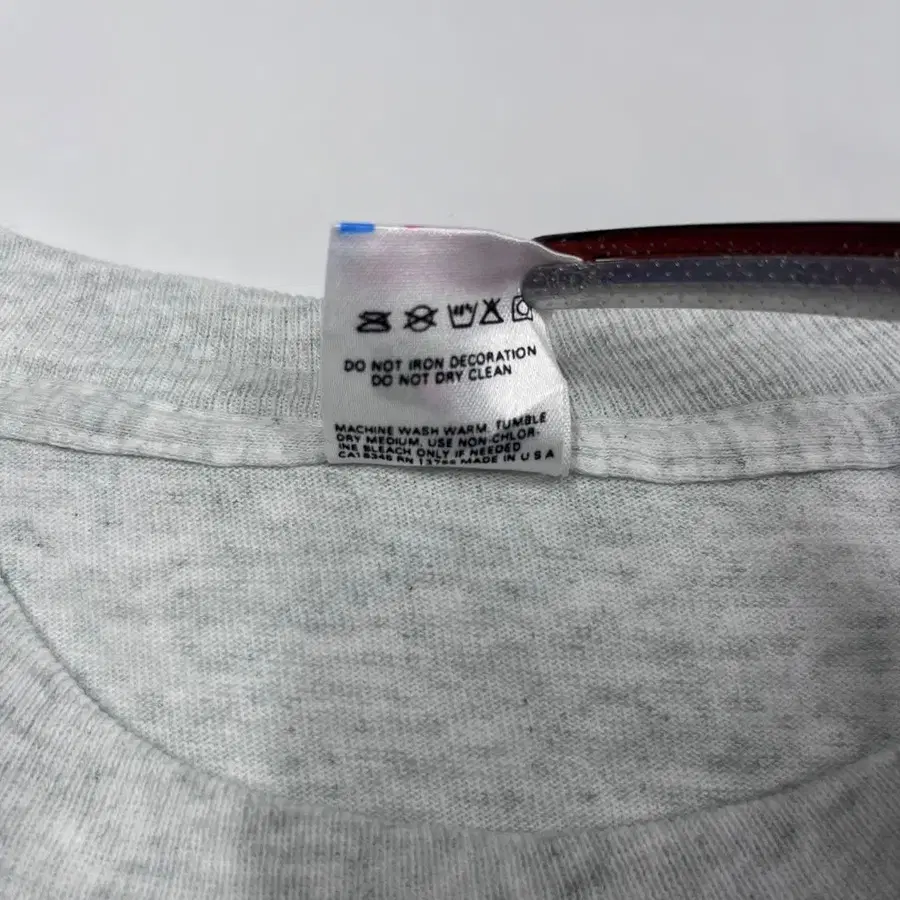 DO NOT IRON DECORATION
DO NOT DRY CLEAN
MACHINE WASH WARM. TUMBLE
DRY MEDIUM. USE NON-CHLOR-
INE BLEACH ONLY IF NEEDED
RN MADE IN U S A